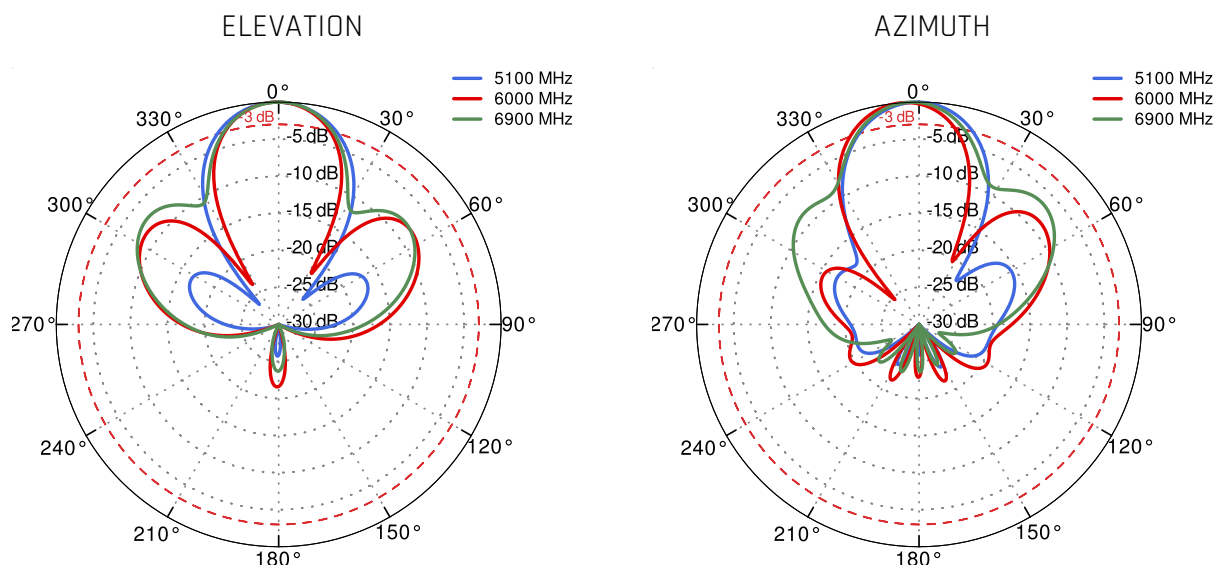 ELEVATION
5100 MHz
6000 MHz
6900 MHz
0°
330°
30°
-3 dB
-5 dB
-10 dB
300°
-15 dB
60°
-20 dB
-25 dB
270°
-30 dB
90°
240°
120°
210°
150°
180°
AZIMUTH
5100 MHz
6000 MHz
6900 MHz
0°
330°
30°
-3 dB
-5 dB
-10 dB
300°
-15 dB
60°
-20 dB
-25 dB
270°
-30 dB
90°
240°
120°
210°
150°
180°